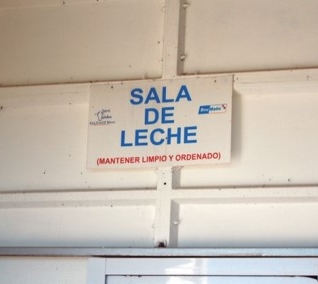 SALA
DE
LECHE
(MANTENER LIMPIO Y ORDENADO)